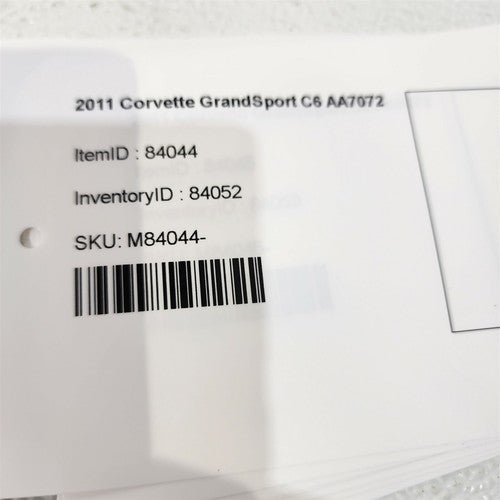 2011 Corvette GrandSport C6 AA7072
ItemID : 84044
InventoryID : 84052
SKU: M84044-